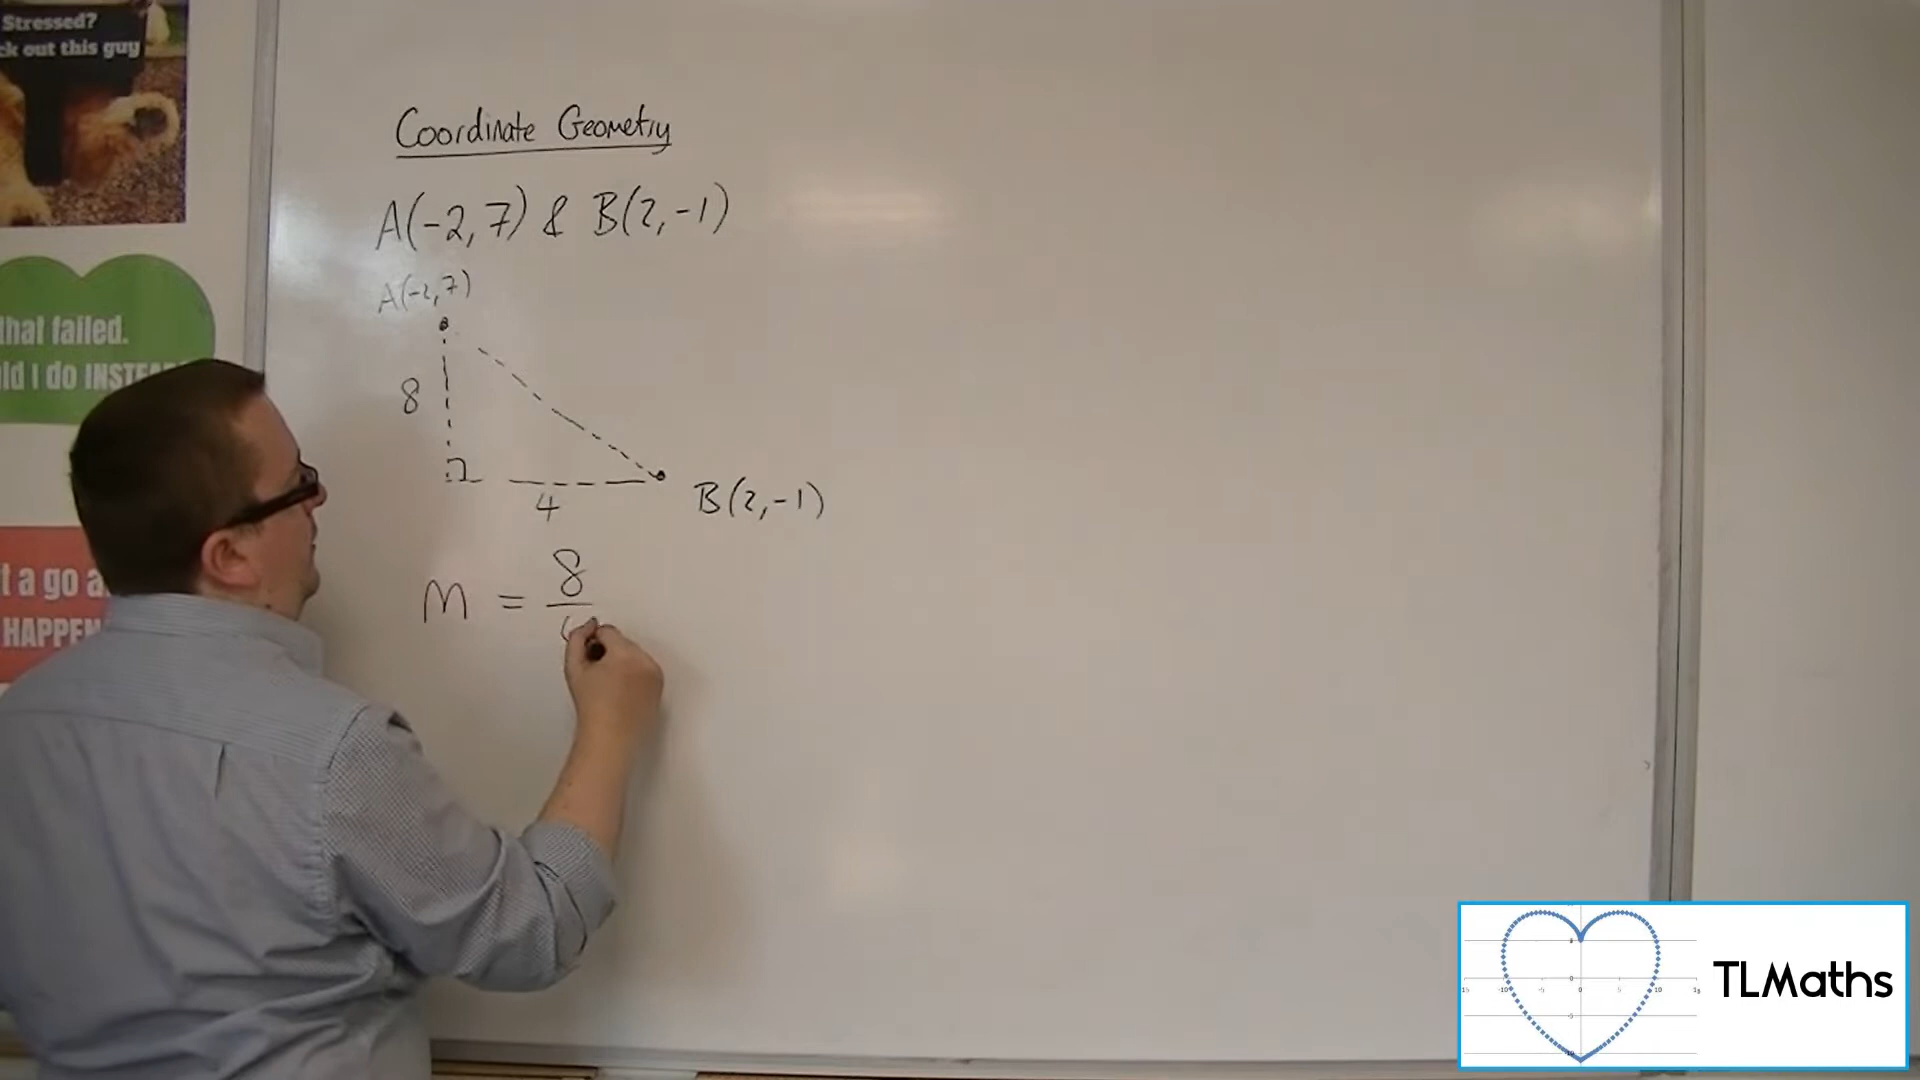 Stressed?
ck out this guy
that failed.
ld I do INSTEA
t a go a
HAPPEN
Coordinate Geometry
A(-2, 7) & B(2, -1)
A(-2, 7)
8
4
B(2, -1)
M = 8
TLMaths